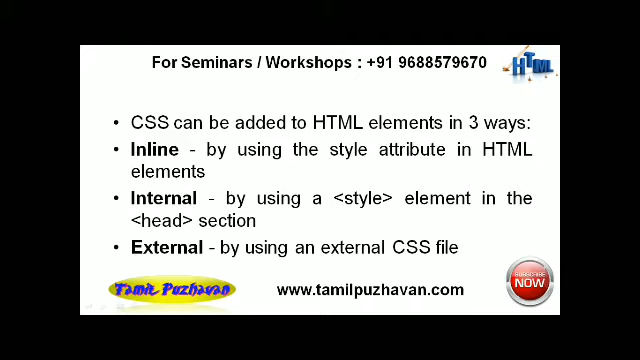 For Seminars / Workshops : +91 9688579670
HTML
• CSS can be added to HTML elements in 3 ways:
• Inline - by using the style attribute in HTML
elements
• Internal - by using a <style> element in the
<head> section
• External - by using an external CSS file
Tamil Puzhavan
www.tamilpuzhavan.com
SUBSCRIBE
NOW